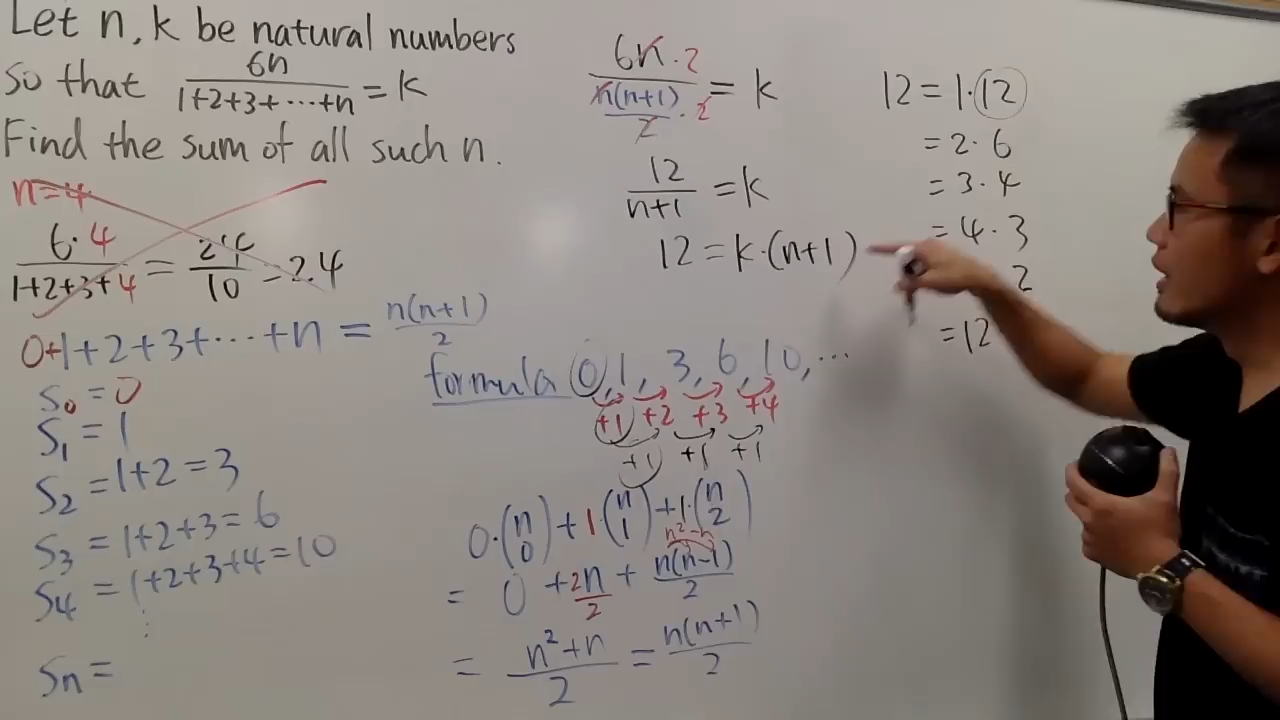 Let n, k be natural numbers
So that 6n/(1+2+3+⋯+n) = k
Find the sum of all such n.
n=4
6·4/(1+2+3+4) = 24/10 = 2.4
0+1+2+3+⋯+n = n(n+1)/2
S₀ = 0
S₁ = 1
S₂ = 1+2 = 3
S₃ = 1+2+3 = 6
S₄ = 1+2+3+4 = 10
⋮
Sn =
6n·2/(n(n+1)/2 ·2) = k
12/(n+1) = k
12 = k·(n+1)
formula 0, 1, 3, 6, 10, ⋯
+1 +2 +3 +4
+1 +1 +1
0·(n 0) + 1·(n 1) + 1·(n 2)
n²-n
= 0 + 2n/2 + n(n-1)/2
= (n²+n)/2 = n(n+1)/2
12 = 1·12
= 2·6
= 3·4
= 4·3
2
= 12